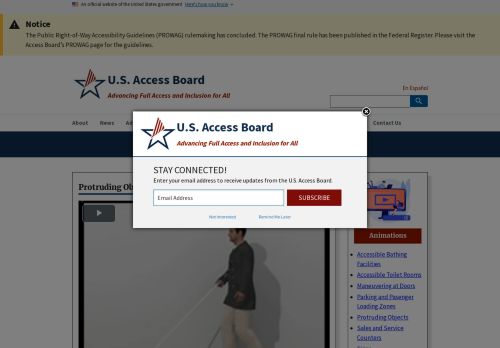 An official website of the United States government Here's how you know
Notice
The Public Right-of-Way Accessibility Guidelines (PROWAG) rulemaking has concluded. The PROWAG final rule has been published in the Federal Register. Please visit the
Access Board's PROWAG page for the guidelines.
U.S. Access Board
Advancing Full Access and Inclusion for All
En Español
About News
Contact Us
U.S. Access Board
Advancing Full Access and Inclusion for All
STAY CONNECTED!
Enter your email address to receive updates from the U.S. Access Board.
Email Address
SUBSCRIBE
Not Interested Remind Me Later
Protruding
Animations
Accessible Bathing
Facilities
Accessible Toilet Rooms
Maneuvering at Doors
Parking and Passenger
Loading Zones
Protruding Objects
Sales and Service
Counters